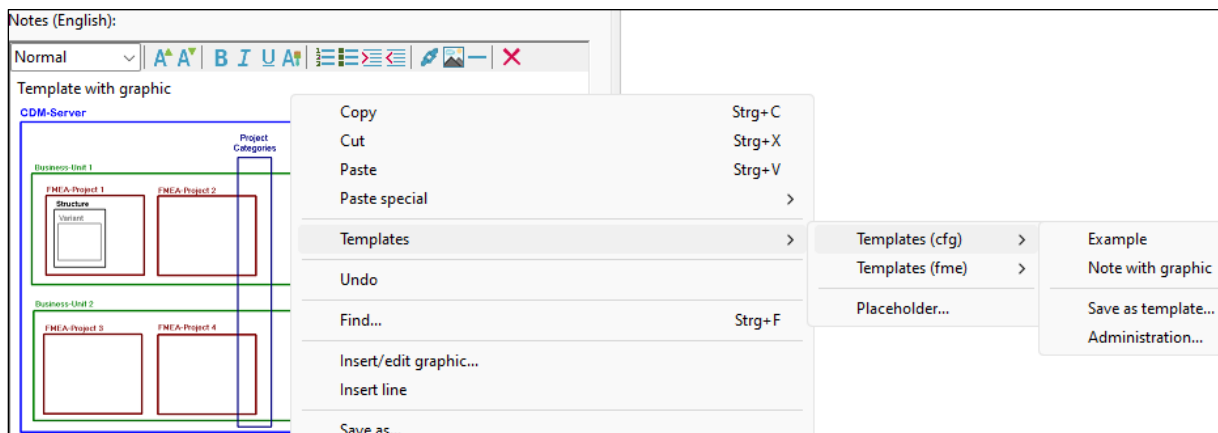 Notes (English):
Normal
B I U A
Template with graphic
CDM-Server
Project
Categories
Business-Unit 1
FMEA-Project 1
FMEA-Project 2
Structure
Variant
Business-Unit 2
FMEA-Project 3
FMEA-Project 4
Copy Strg+C
Cut Strg+X
Paste Strg+V
Paste special
Templates
Undo
Find... Strg+F
Insert/edit graphic...
Insert line
Save as
Templates (cfg)
Templates (fme)
Placeholder...
Example
Note with graphic
Save as template...
Administration...